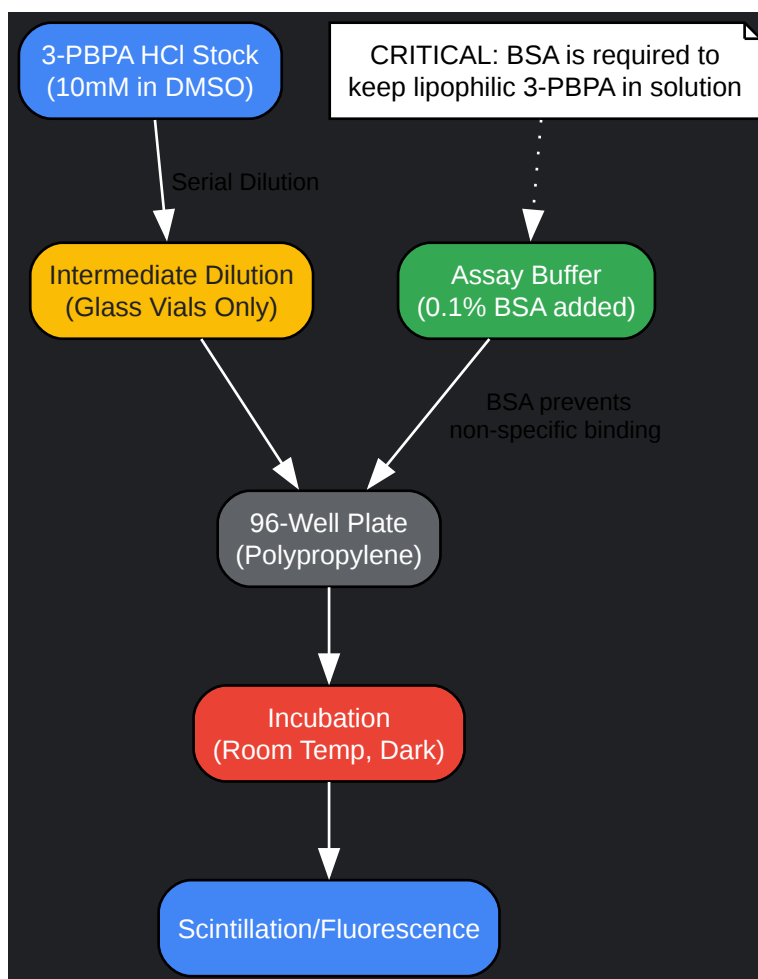 3-PBPA HCl Stock
(10mM in DMSO)
CRITICAL: BSA is required to
keep lipophilic 3-PBPA in solution
Serial Dilution
Intermediate Dilution
(Glass Vials Only)
Assay Buffer
(0.1% BSA added)
BSA prevents
non-specific binding
96-Well Plate
(Polypropylene)
Incubation
(Room Temp, Dark)
Scintillation/Fluorescence